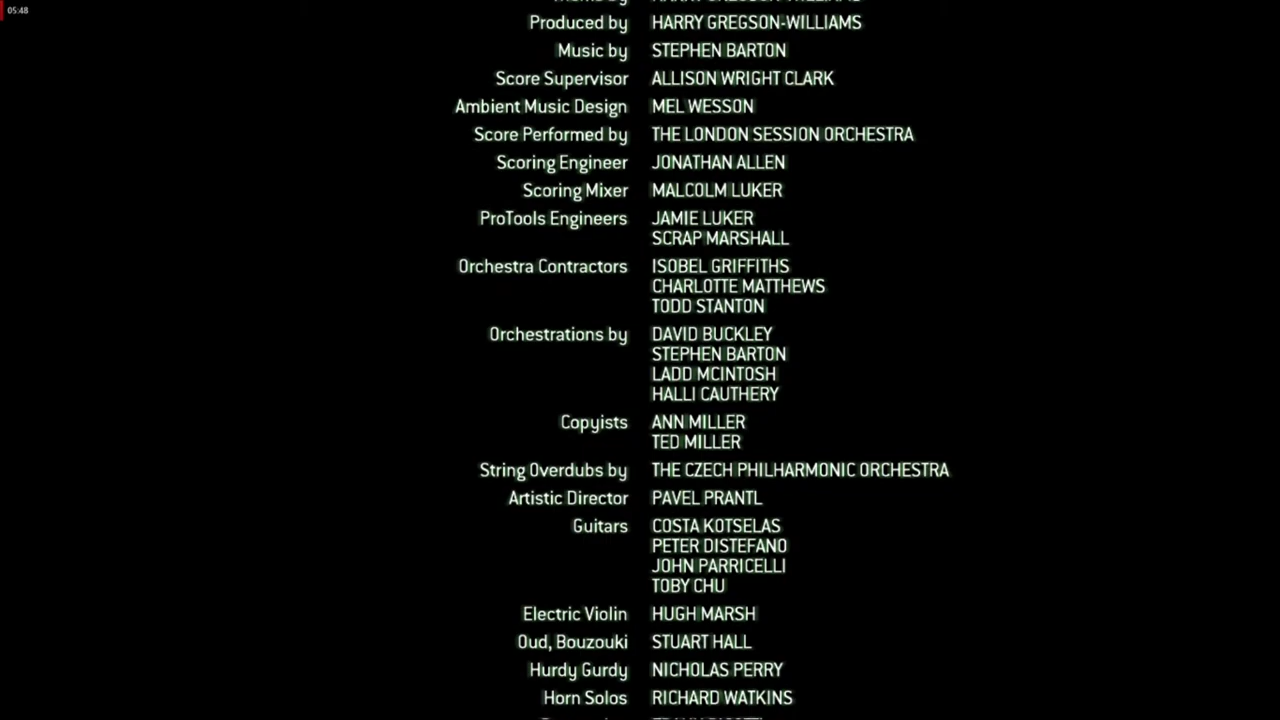 05:48
Produced by HARRY GREGSON-WILLIAMS
Music by STEPHEN BARTON
Score Supervisor ALLISON WRIGHT CLARK
Ambient Music Design MEL WESSON
Score Performed by THE LONDON SESSION ORCHESTRA
Scoring Engineer JONATHAN ALLEN
Scoring Mixer MALCOLM LUKER
ProTools Engineers JAMIE LUKER
SCRAP MARSHALL
Orchestra Contractors ISOBEL GRIFFITHS
CHARLOTTE MATTHEWS
TODD STANTON
Orchestrations by DAVID BUCKLEY
STEPHEN BARTON
LADD MCINTOSH
HALLI CAUTHERY
Copyists ANN MILLER
TED MILLER
String Overdubs by THE CZECH PHILHARMONIC ORCHESTRA
Artistic Director PAVEL PRANTL
Guitars COSTA KOTSELAS
PETER DISTEFANO
JOHN PARRICELLI
TOBY CHU
Electric Violin HUGH MARSH
Oud, Bouzouki STUART HALL
Hurdy Gurdy NICHOLAS PERRY
Horn Solos RICHARD WATKINS